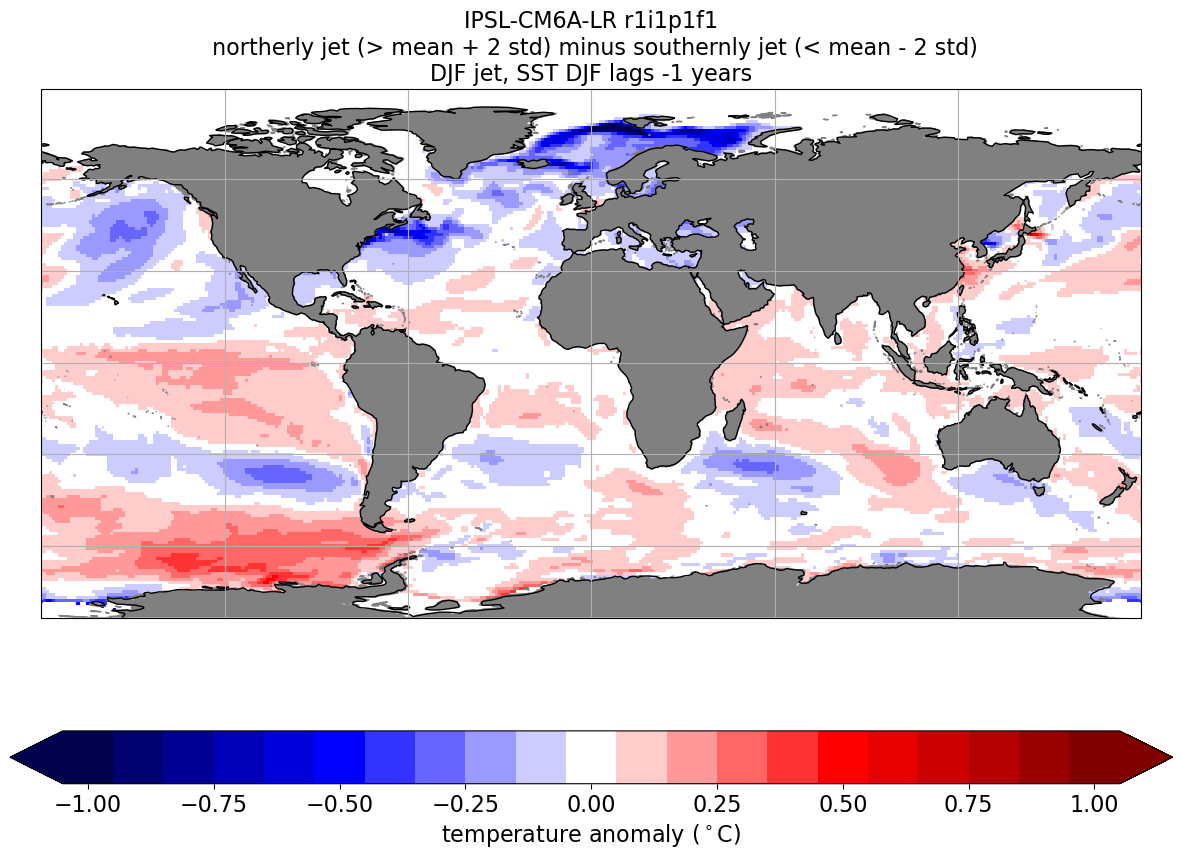 IPSL-CM6A-LR r1i1p1f1
northerly jet (> mean + 2 std) minus southernly jet (< mean - 2 std)
DJF jet, SST DJF lags -1 years
−1.00 −0.75 −0.50 −0.25 0.00 0.25 0.50 0.75 1.00
temperature anomaly (°C)